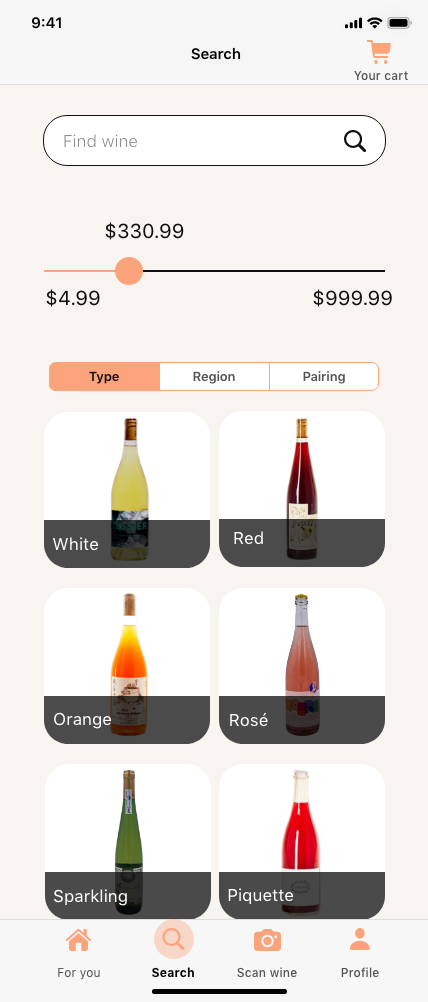 9:41
Search
Your cart
Find wine
$330.99
$4.99
$999.99
Type
Region
Pairing
White
Red
Orange
Rosé
Sparkling
Piquette
For you
Search
Scan wine
Profile